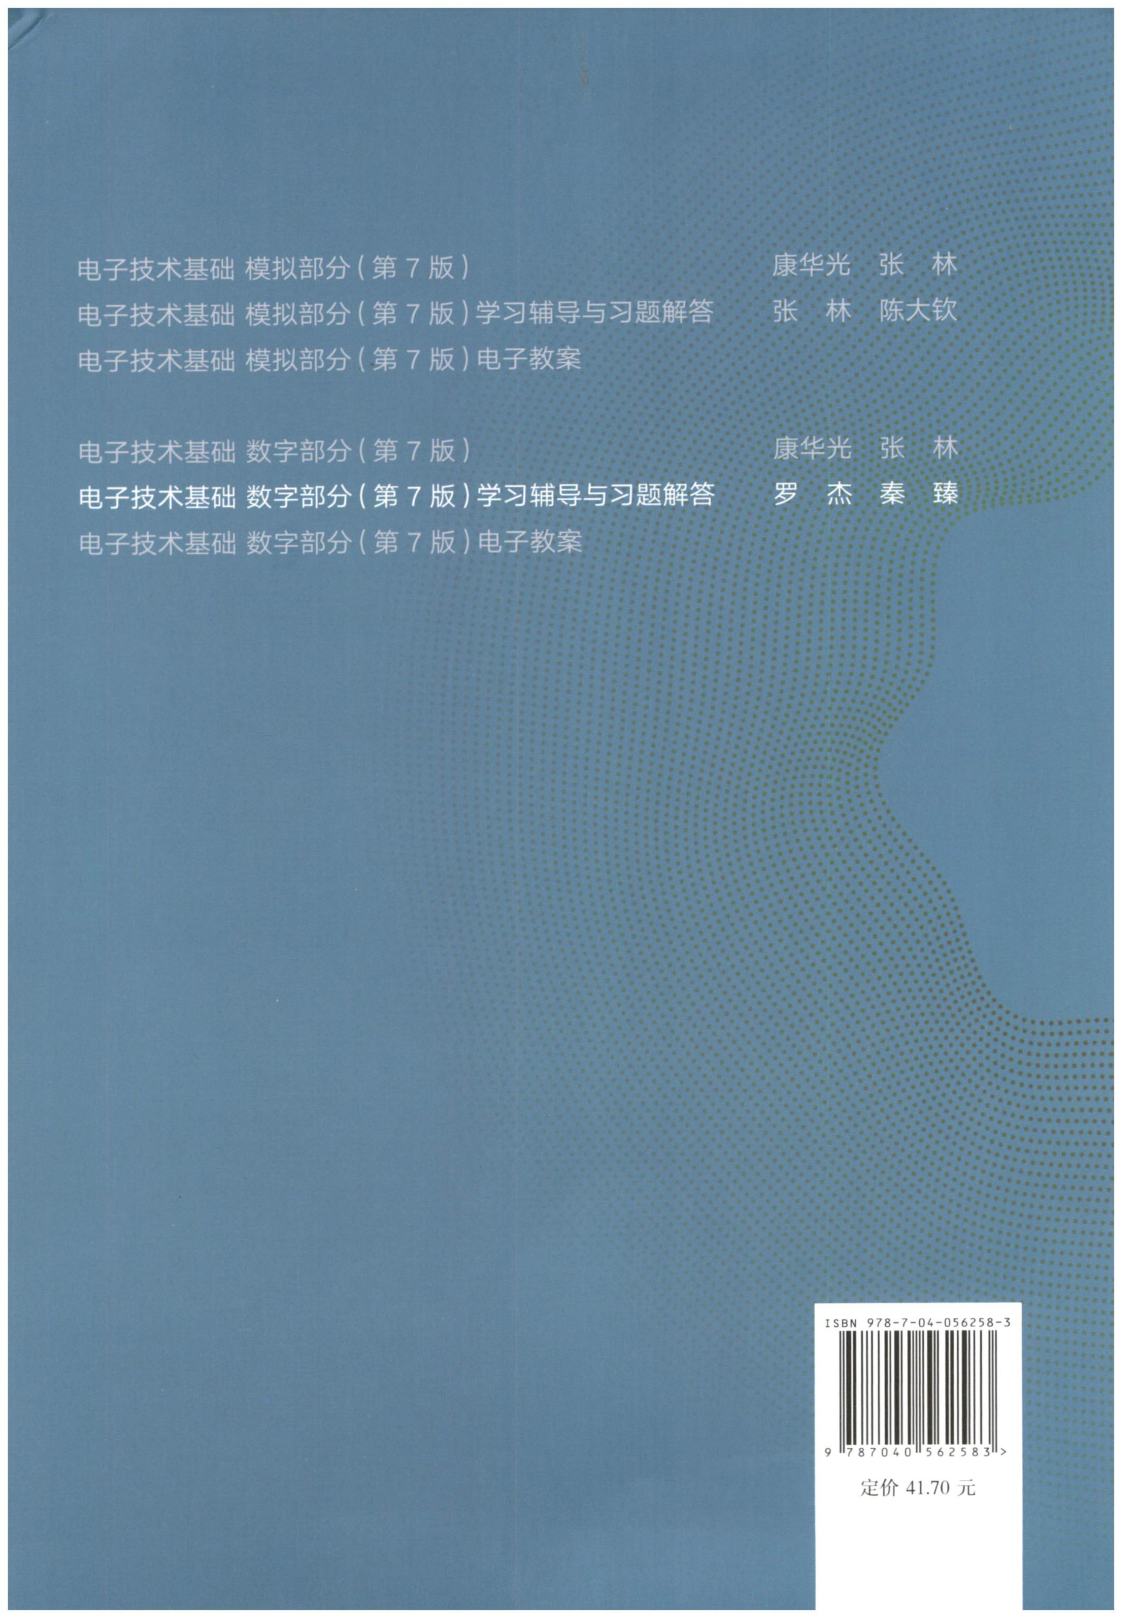 电子技术基础 模拟部分(第7版) 康华光 张 林
电子技术基础 模拟部分(第7版)学习辅导与习题解答 张 林 陈大钦
电子技术基础 模拟部分(第7版)电子教案
电子技术基础 数字部分(第7版) 康华光 张 林
电子技术基础 数字部分(第7版)学习辅导与习题解答 罗 杰 秦 臻
电子技术基础 数字部分(第7版)电子教案
ISBN 978-7-04-056258-3
9 787040 562583>
定价 41.70 元